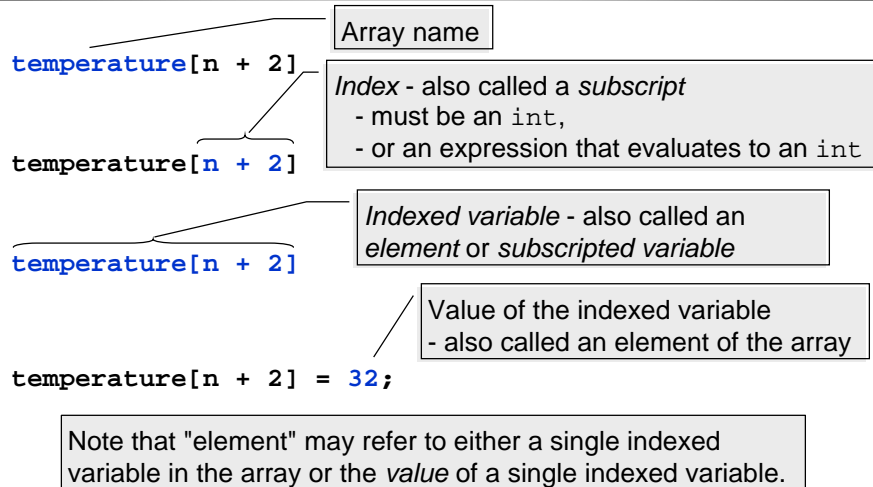 Array name
temperature[n + 2]
Index - also called a subscript
- must be an int,
- or an expression that evaluates to an int
temperature[n + 2]
Indexed variable - also called an
element or subscripted variable
temperature[n + 2]
Value of the indexed variable
- also called an element of the array
temperature[n + 2] = 32;
Note that "element" may refer to either a single indexed
variable in the array or the value of a single indexed variable.